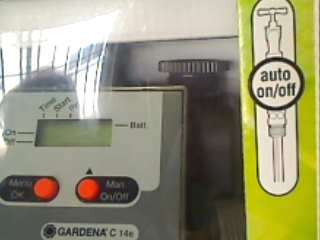 auto
on/off
Time
Start
Batt.
Menu
OK
Man.
On/Off
GARDENA C 14e